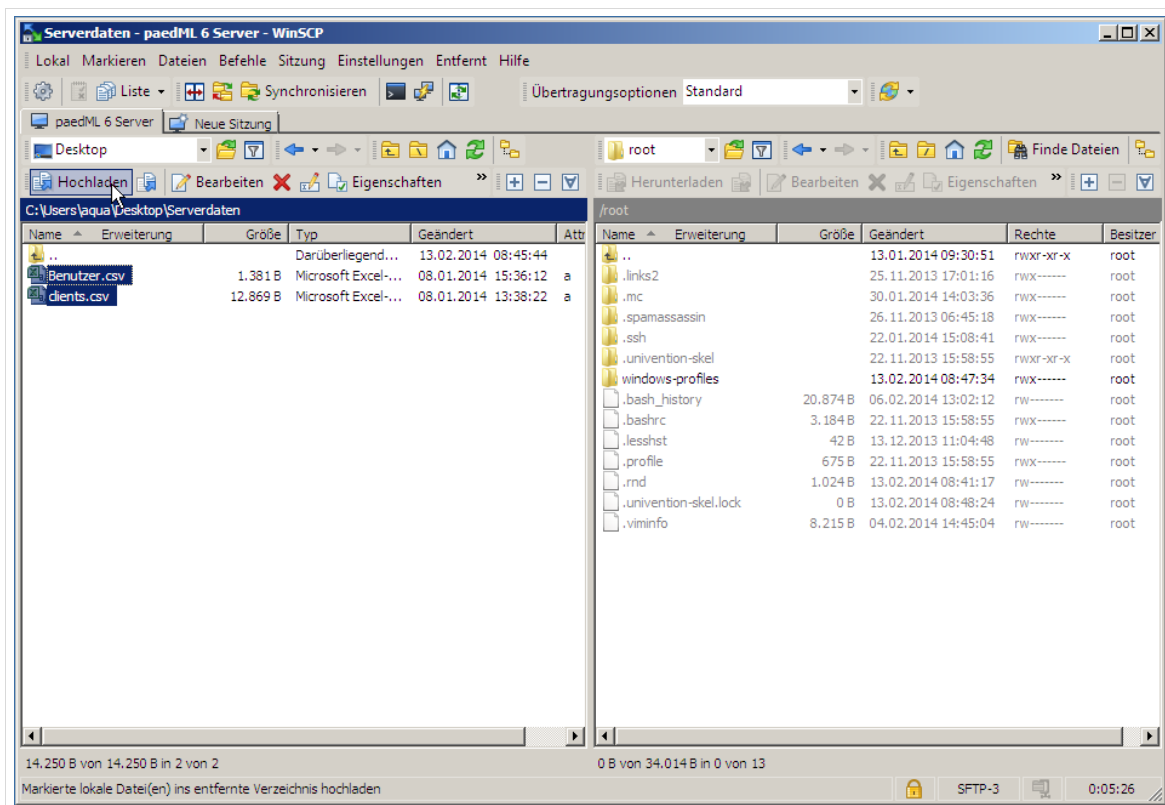 Serverdaten - paedML 6 Server - WinSCP
Lokal Markieren Dateien Befehle Sitzung Einstellungen Entfernt Hilfe
Liste Synchronisieren Übertragungsoptionen Standard
paedML 6 Server Neue Sitzung
Desktop root Finde Dateien
Hochladen Bearbeiten Eigenschaften » Herunterladen Bearbeiten Eigenschaften »
C:\Users\aqua\Desktop\Serverdaten /root
Name Erweiterung Größe Typ Geändert Attr Name Erweiterung Größe Geändert Rechte Besitzer
.. Darüberliegend... 13.02.2014 08:45:44 .. 13.01.2014 09:30:51 rwxr-xr-x root
Benutzer.csv 1.381 B Microsoft Excel-... 08.01.2014 15:36:12 a .links2 25.11.2013 17:01:16 rwx------ root
clients.csv 12.869 B Microsoft Excel-... 08.01.2014 13:38:22 a .mc 30.01.2014 14:03:36 rwx------ root
.spamassassin 26.11.2013 06:45:18 rwx------ root
.ssh 22.01.2014 15:08:41 rwx------ root
.univention-skel 22.11.2013 15:58:55 rwxr-xr-x root
windows-profiles 13.02.2014 08:47:34 rwx------ root
.bash_history 20.874 B 06.02.2014 13:02:12 rw------- root
.bashrc 3.184 B 22.11.2013 15:58:55 rwx------ root
.lesshst 42 B 13.12.2013 11:04:48 rw------- root
.profile 675 B 22.11.2013 15:58:55 rwx------ root
.rnd 1.024 B 13.02.2014 08:41:17 rw------- root
.univention-skel.lock 0 B 13.02.2014 08:48:24 rw------- root
.viminfo 8.215 B 04.02.2014 14:45:04 rw------- root
14.250 B von 14.250 B in 2 von 2 0 B von 34.014 B in 0 von 13
Markierte lokale Datei(en) ins entfernte Verzeichnis hochladen SFTP-3 0:05:26